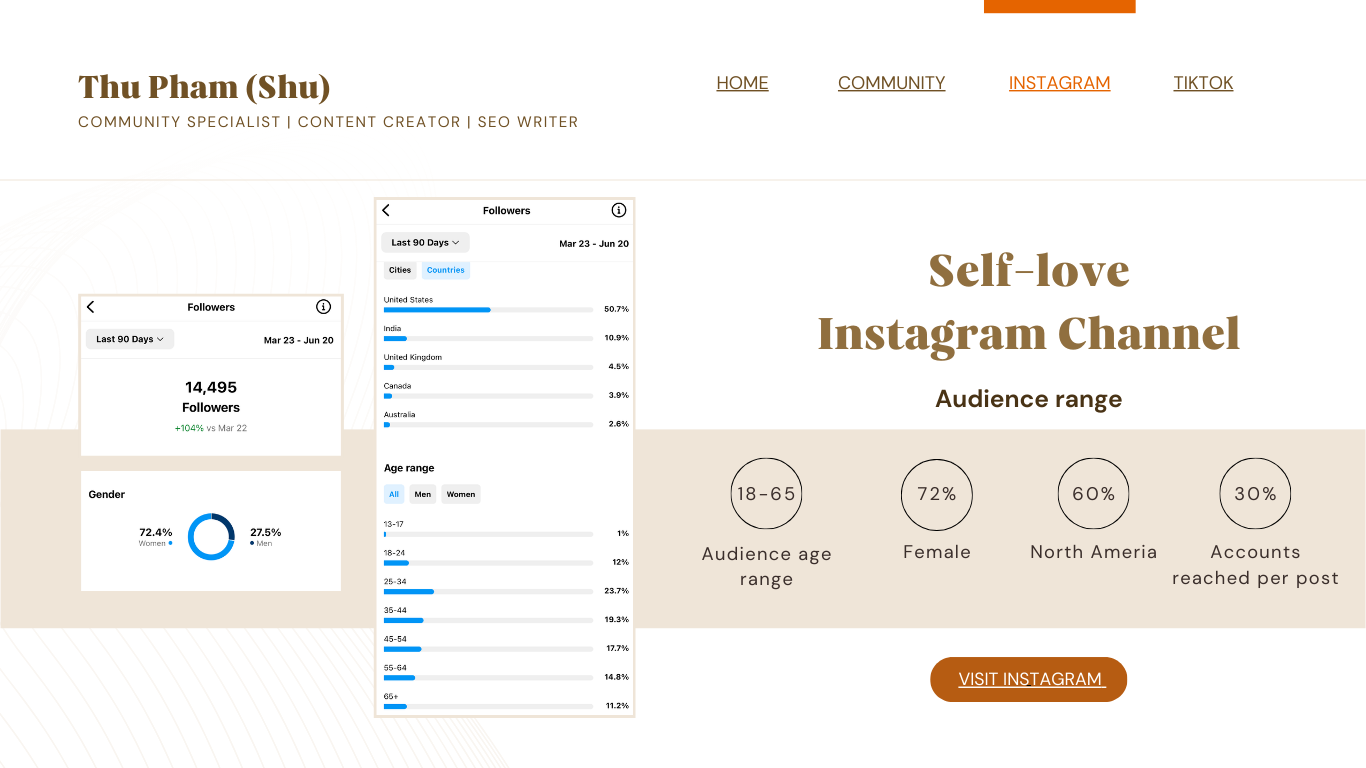 Thu Pham (Shu)
COMMUNITY SPECIALIST | CONTENT CREATOR | SEO WRITER
HOME
COMMUNITY
INSTAGRAM
TIKTOK
Followers
Last 90 Days
Mar 23 - Jun 20
14,495
Followers
+104% vs Mar 22
Gender
72.4%
Women
27.5%
Men
Followers
Last 90 Days
Mar 23 - Jun 20
Cities
Countries
United States
50.7%
India
10.9%
United Kingdom
4.5%
Canada
3.9%
Australia
2.6%
Age range
All
Men
Women
13-17
1%
18-24
12%
25-34
23.7%
35-44
19.3%
45-54
17.7%
55-64
14.8%
65+
11.2%
Self-love
Instagram Channel
Audience range
18-65
Audience age
range
72%
Female
60%
North Ameria
30%
Accounts
reached per post
VISIT INSTAGRAM